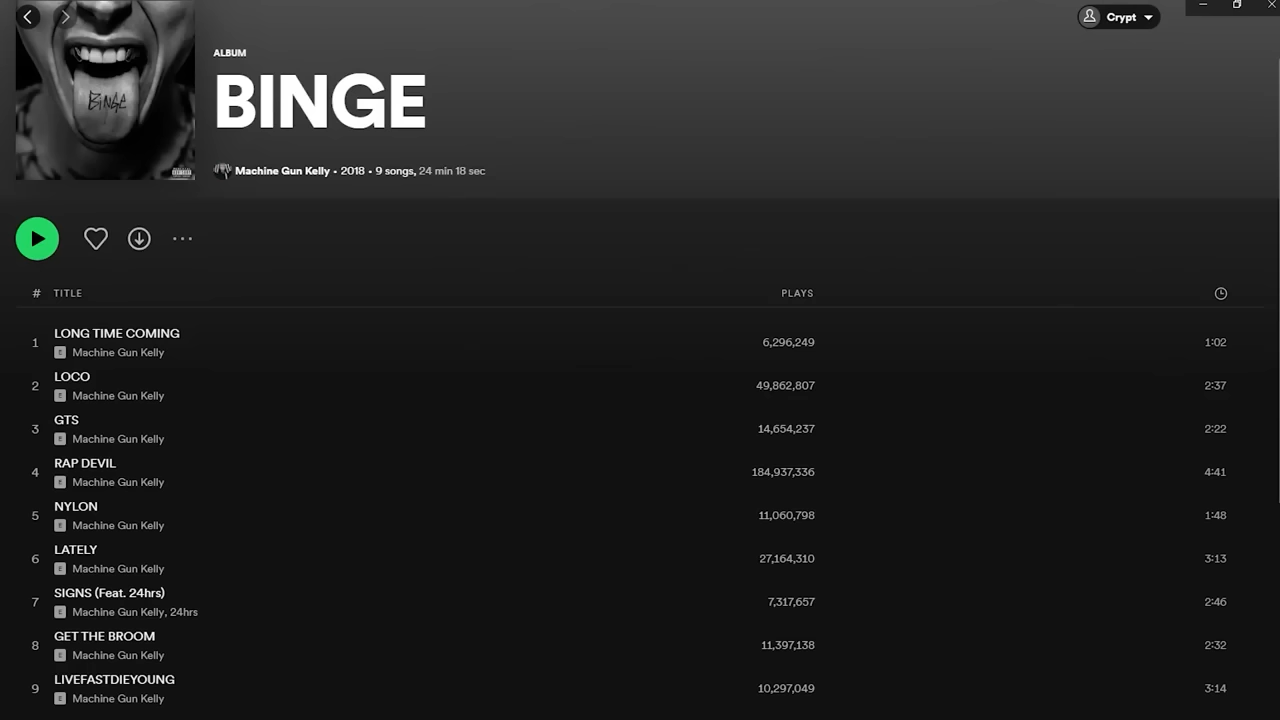 BINGE
Crypt
ALBUM
BINGE
Machine Gun Kelly • 2018 • 9 songs, 24 min 18 sec
# TITLE PLAYS
1 LONG TIME COMING 6,296,249 1:02
E Machine Gun Kelly
2 LOCO 49,862,807 2:37
E Machine Gun Kelly
3 GTS 14,654,237 2:22
E Machine Gun Kelly
4 RAP DEVIL 184,937,336 4:41
E Machine Gun Kelly
5 NYLON 11,060,798 1:48
E Machine Gun Kelly
6 LATELY 27,164,310 3:13
E Machine Gun Kelly
7 SIGNS (Feat. 24hrs) 7,317,657 2:46
E Machine Gun Kelly, 24hrs
8 GET THE BROOM 11,397,138 2:32
E Machine Gun Kelly
9 LIVEFASTDIEYOUNG 10,297,049 3:14
E Machine Gun Kelly